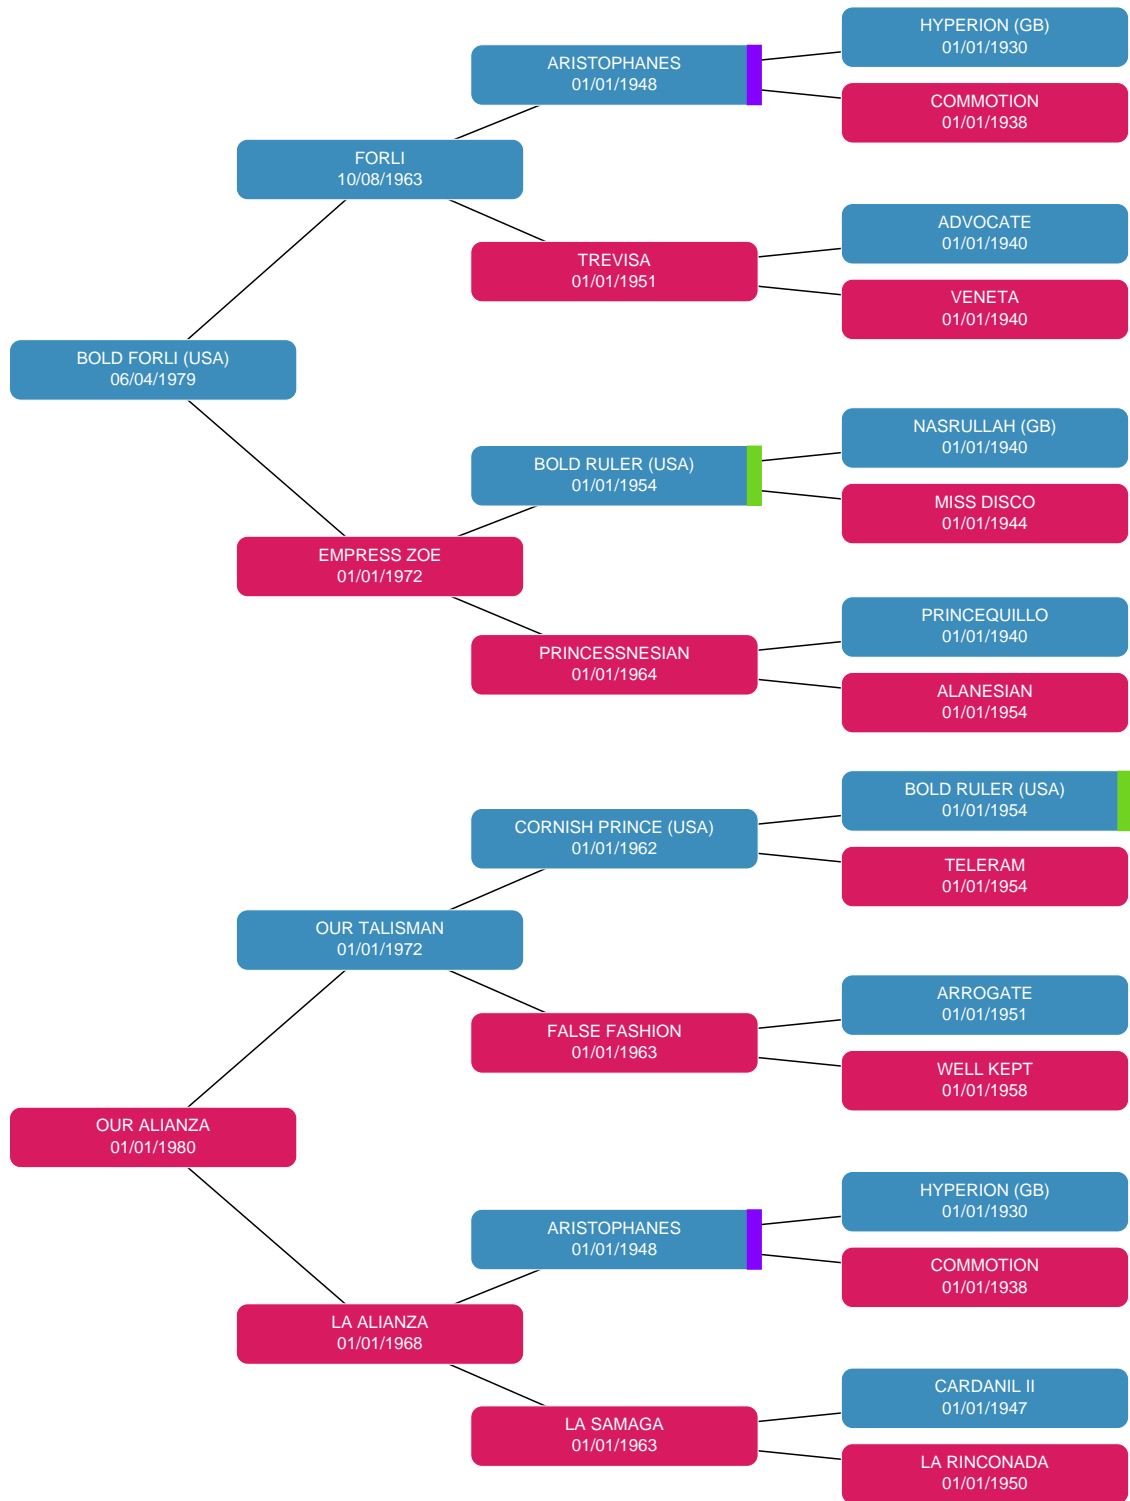 HYPERION (GB)
01/01/1930
ARISTOPHANES
01/01/1948
COMMOTION
01/01/1938
FORLI
10/08/1963
ADVOCATE
01/01/1940
TREVISA
01/01/1951
VENETA
01/01/1940
BOLD FORLI (USA)
06/04/1979
NASRULLAH (GB)
01/01/1940
BOLD RULER (USA)
01/01/1954
MISS DISCO
01/01/1944
EMPRESS ZOE
01/01/1972
PRINCEQUILLO
01/01/1940
PRINCESSNESIAN
01/01/1964
ALANESIAN
01/01/1954
BOLD RULER (USA)
01/01/1954
CORNISH PRINCE (USA)
01/01/1962
TELERAM
01/01/1954
OUR TALISMAN
01/01/1972
ARROGATE
01/01/1951
FALSE FASHION
01/01/1963
WELL KEPT
01/01/1958
OUR ALIANZA
01/01/1980
HYPERION (GB)
01/01/1930
ARISTOPHANES
01/01/1948
COMMOTION
01/01/1938
LA ALIANZA
01/01/1968
CARDANIL II
01/01/1947
LA SAMAGA
01/01/1963
LA RINCONADA
01/01/1950